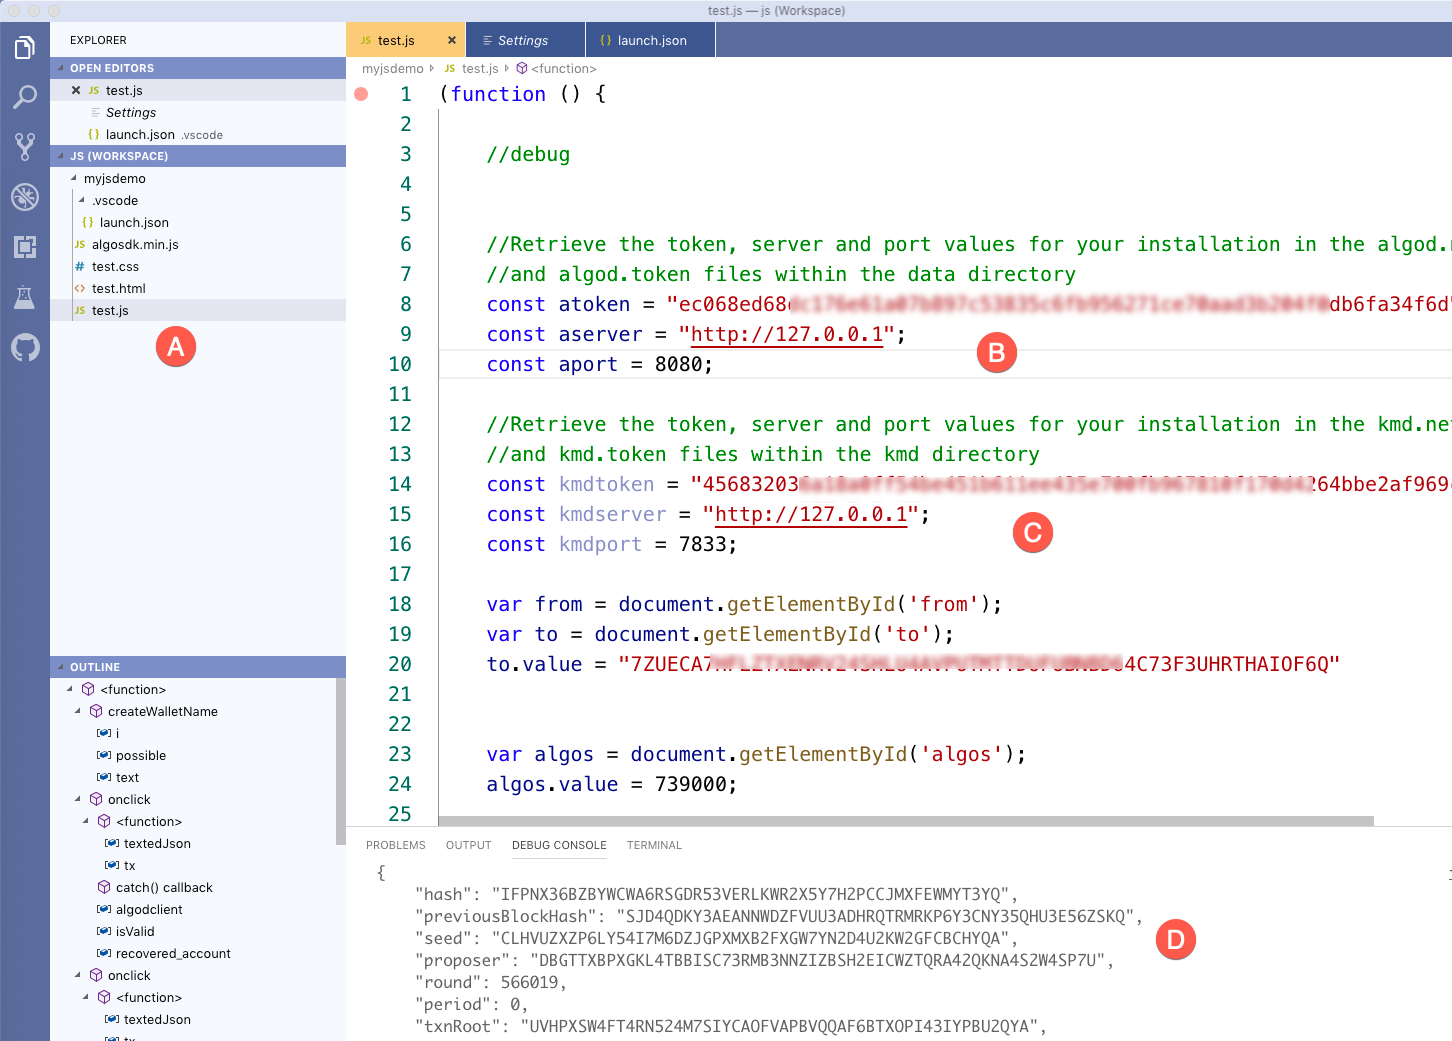 test.js — js (Workspace)
EXPLORER
OPEN EDITORS
JS test.js
Settings
{ } launch.json .vscode
JS (WORKSPACE)
myjsdemo
.vscode
{ } launch.json
JS algosdk.min.js
# test.css
<> test.html
JS test.js
A
OUTLINE
<function>
createWalletName
i
possible
text
onclick
<function>
textedJson
tx
catch() callback
algodclient
isValid
recovered_account
onclick
<function>
textedJson
tx
JS test.js
Settings
{ } launch.json
myjsdemo JS test.js <function>
1 (function () {
2
3 //debug
4
5
6 //Retrieve the token, server and port values for your installation in the algod.
7 //and algod.token files within the data directory
8 const atoken = "ec068ed68 db6fa34f6d"
9 const aserver = "http://127.0.0.1";
B
10 const aport = 8080;
11
12 //Retrieve the token, server and port values for your installation in the kmd.net
13 //and kmd.token files within the kmd directory
14 const kmdtoken = "456832036 264bbe2af969
15 const kmdserver = "http://127.0.0.1";
C
16 const kmdport = 7833;
17
18 var from = document.getElementById('from');
19 var to = document.getElementById('to');
20 to.value = "7ZUECA7 4C73F3UHRTHAIOF6Q"
21
22
23 var algos = document.getElementById('algos');
24 algos.value = 739000;
25
PROBLEMS OUTPUT DEBUG CONSOLE TERMINAL
{
"hash": "IFPNX36BZBYWCWA6RSGDR53VERLKWR2X5Y7H2PCCJMXFEWMYT3YQ",
"previousBlockHash": "SJD4QDKY3AEANNWDZFVUU3ADHRQTRMRKP6Y3CNY35QHU3E56ZSKQ",
"seed": "CLHVUZXZP6LY54I7M6DZJGPXMXB2FXGW7YN2D4U2KW2GFCBCHYQA",
D
"proposer": "DBGTTXBPXGKL4TBBISC73RMB3NNZIZBSH2EICWZTQRA42QKNA4S2W4SP7U",
"round": 566019,
"period": 0,
"txnRoot": "UVHPXSW4FT4RN524M7SIYCAOFVAPBVQQAF6BTXOPI43IYPBU2QYA",